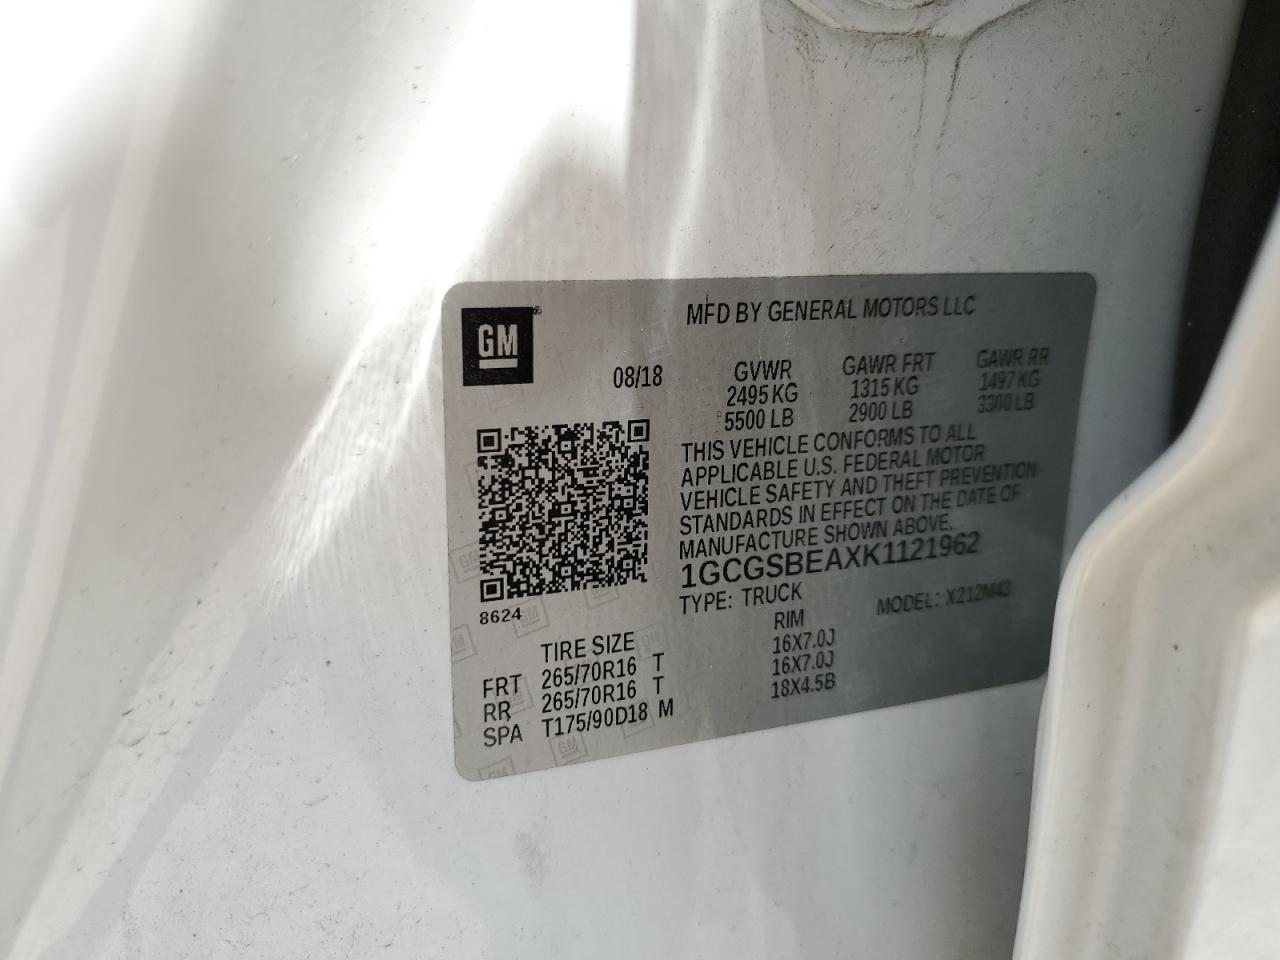 GM
MFD BY GENERAL MOTORS LLC
08/18
GVWR GAWR FRT GAWR RR
2495 KG 1315 KG 1497 KG
5500 LB 2900 LB 3300 LB
THIS VEHICLE CONFORMS TO ALL
APPLICABLE U.S. FEDERAL MOTOR
VEHICLE SAFETY AND THEFT PREVENTION
STANDARDS IN EFFECT ON THE DATE OF
MANUFACTURE SHOWN ABOVE.
1GCGSBEAXK1121962
TYPE: TRUCK MODEL: X212M43
8624
TIRE SIZE RIM
FRT 265/70R16 T 16X7.0J
RR 265/70R16 T 16X7.0J
SPA T175/90D18 M 18X4.5B